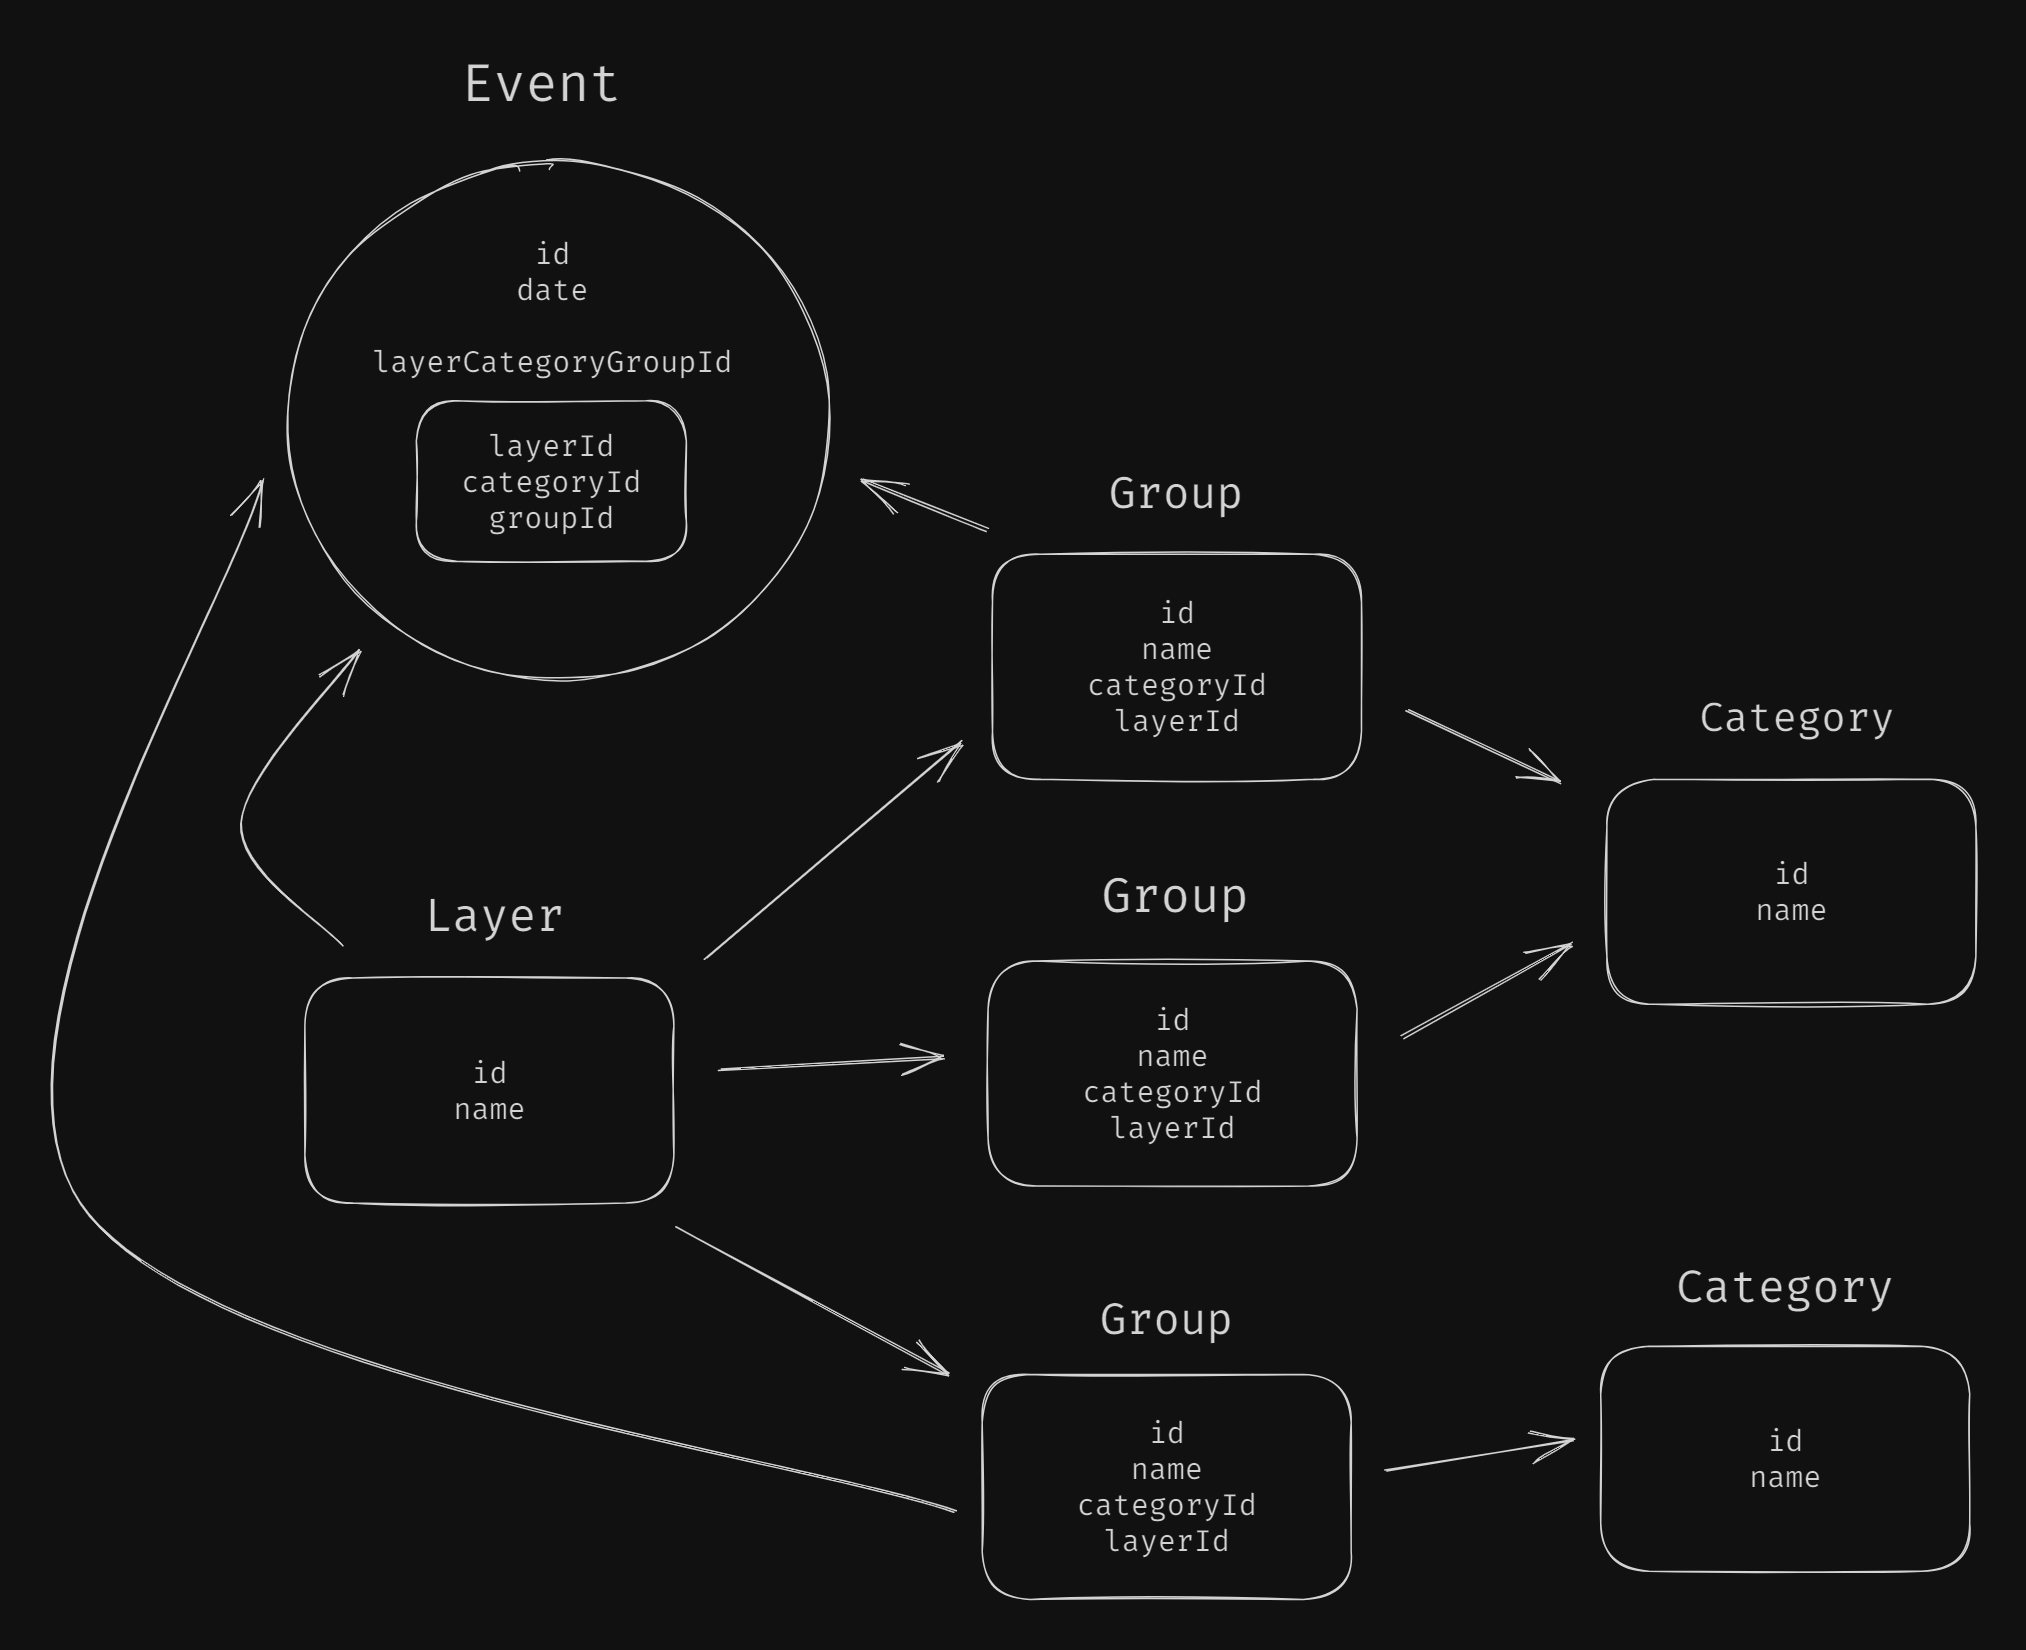 Event
id
date
layerCategoryGroupId
layerId
categoryId
groupId
Group
id
name
categoryId
layerId
Category
id
name
Layer
id
name
Group
id
name
categoryId
layerId
Group
id
name
categoryId
layerId
Category
id
name